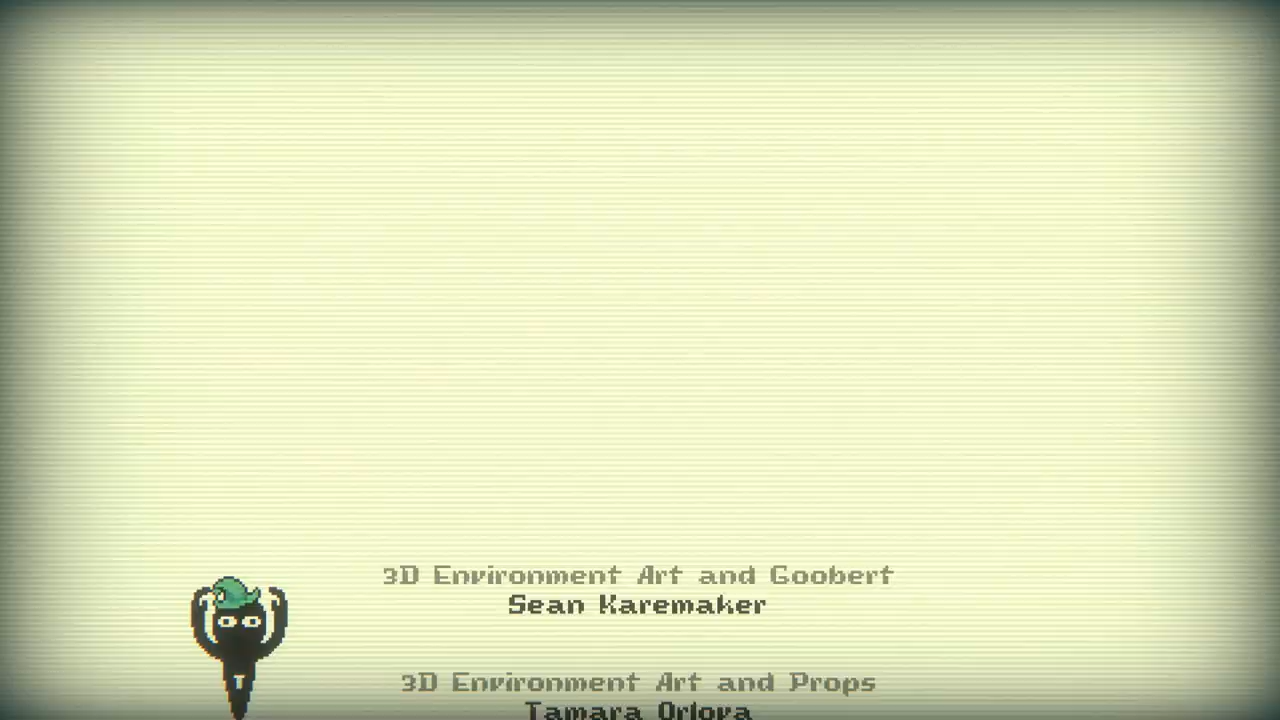 3D Environment Art and Goobert
Sean Karemaker
T
3D Environment Art and Props
Tamara Orlova